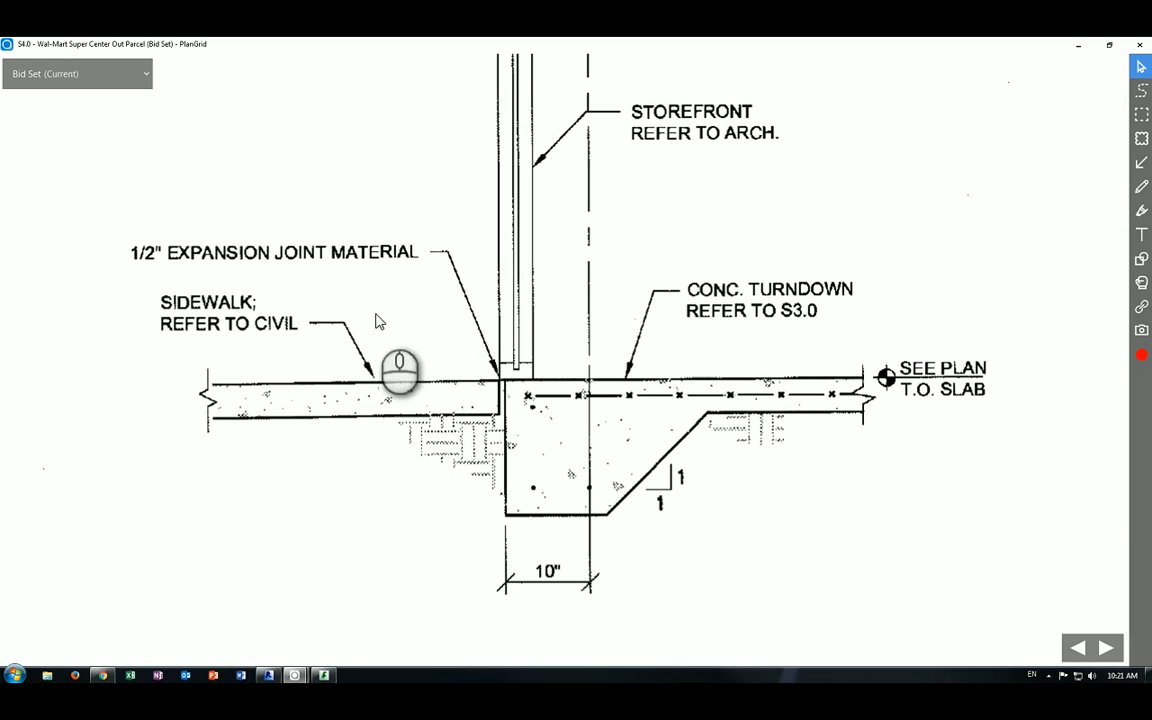 S4.0 - Wal-Mart Super Center Out Parcel (Bid Set) - PlanGrid
Bid Set (Current)
STOREFRONT
REFER TO ARCH.
1/2" EXPANSION JOINT MATERIAL
SIDEWALK;
REFER TO CIVIL
CONC. TURNDOWN
REFER TO S3.0
SEE PLAN
T.O. SLAB
1
1
10"
EN
10:21 AM